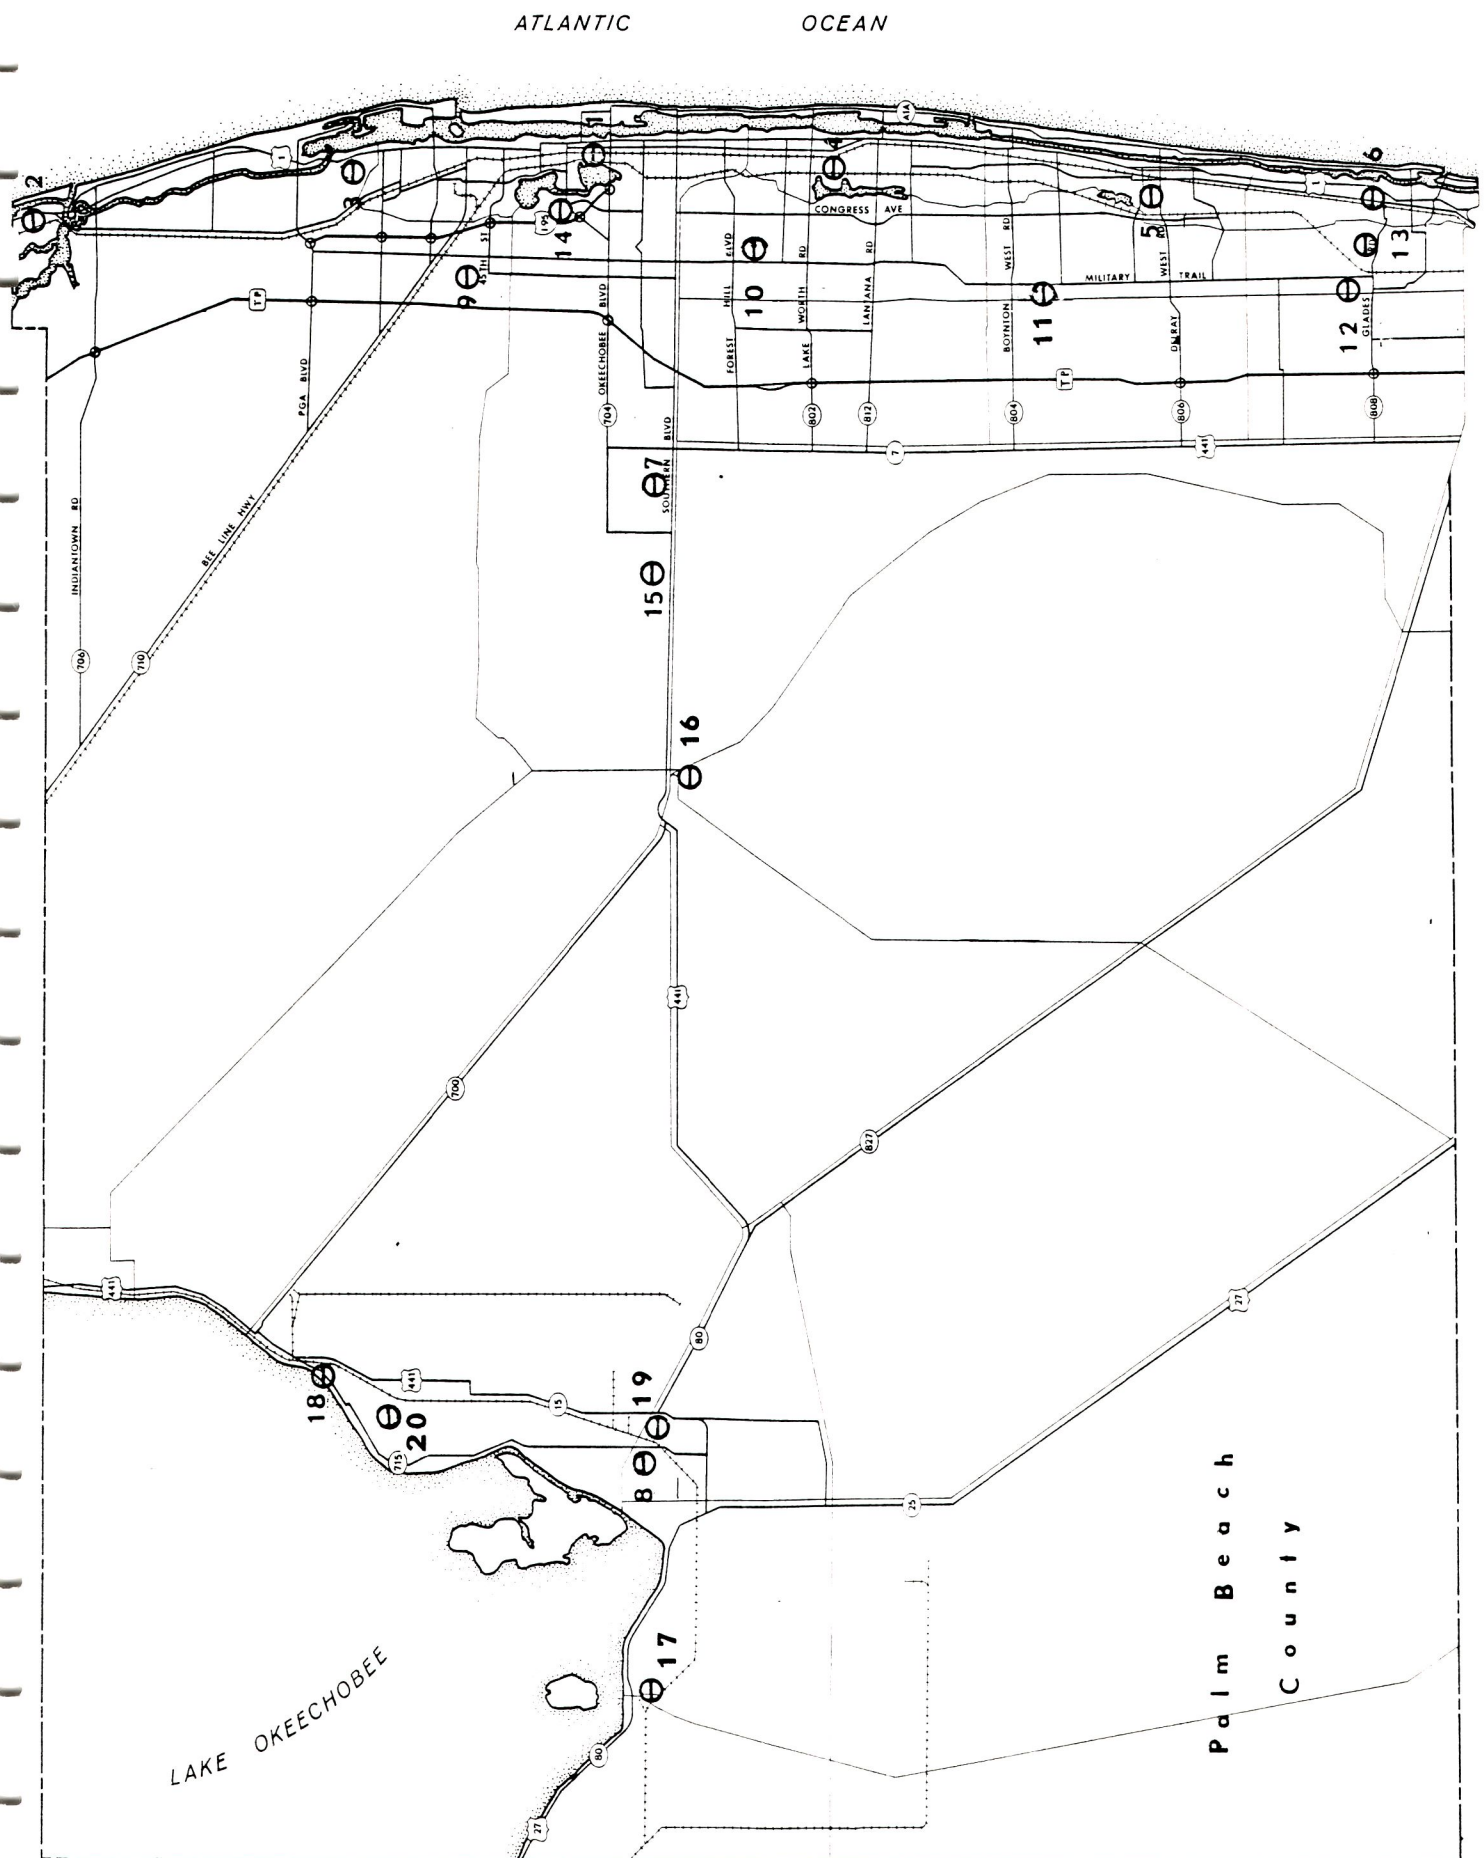 ATLANTIC OCEAN
A1A
1
1
2
3
4
6
1
CONGRESS AVE
I95
14
5
13
45TH ST
9
10
MILITARY TRAIL
11
12
TP
PGA BLVD
OKEECHOBEE BLVD
FOREST HILL BLVD
LAKE WORTH RD
LANTANA RD
BOYNTON WEST RD
DELRAY WEST RD
GLADES RD
TP
704
802
812
804
806
808
SOUTHERN BLVD
7
441
7
INDIANTOWN RD
BEE LINE HWY
15
706
710
16
441
700
827
441
27
80
18
441
20
15
19
715
8
25
17
LAKE OKEECHOBEE
80
27
Palm Beach
County